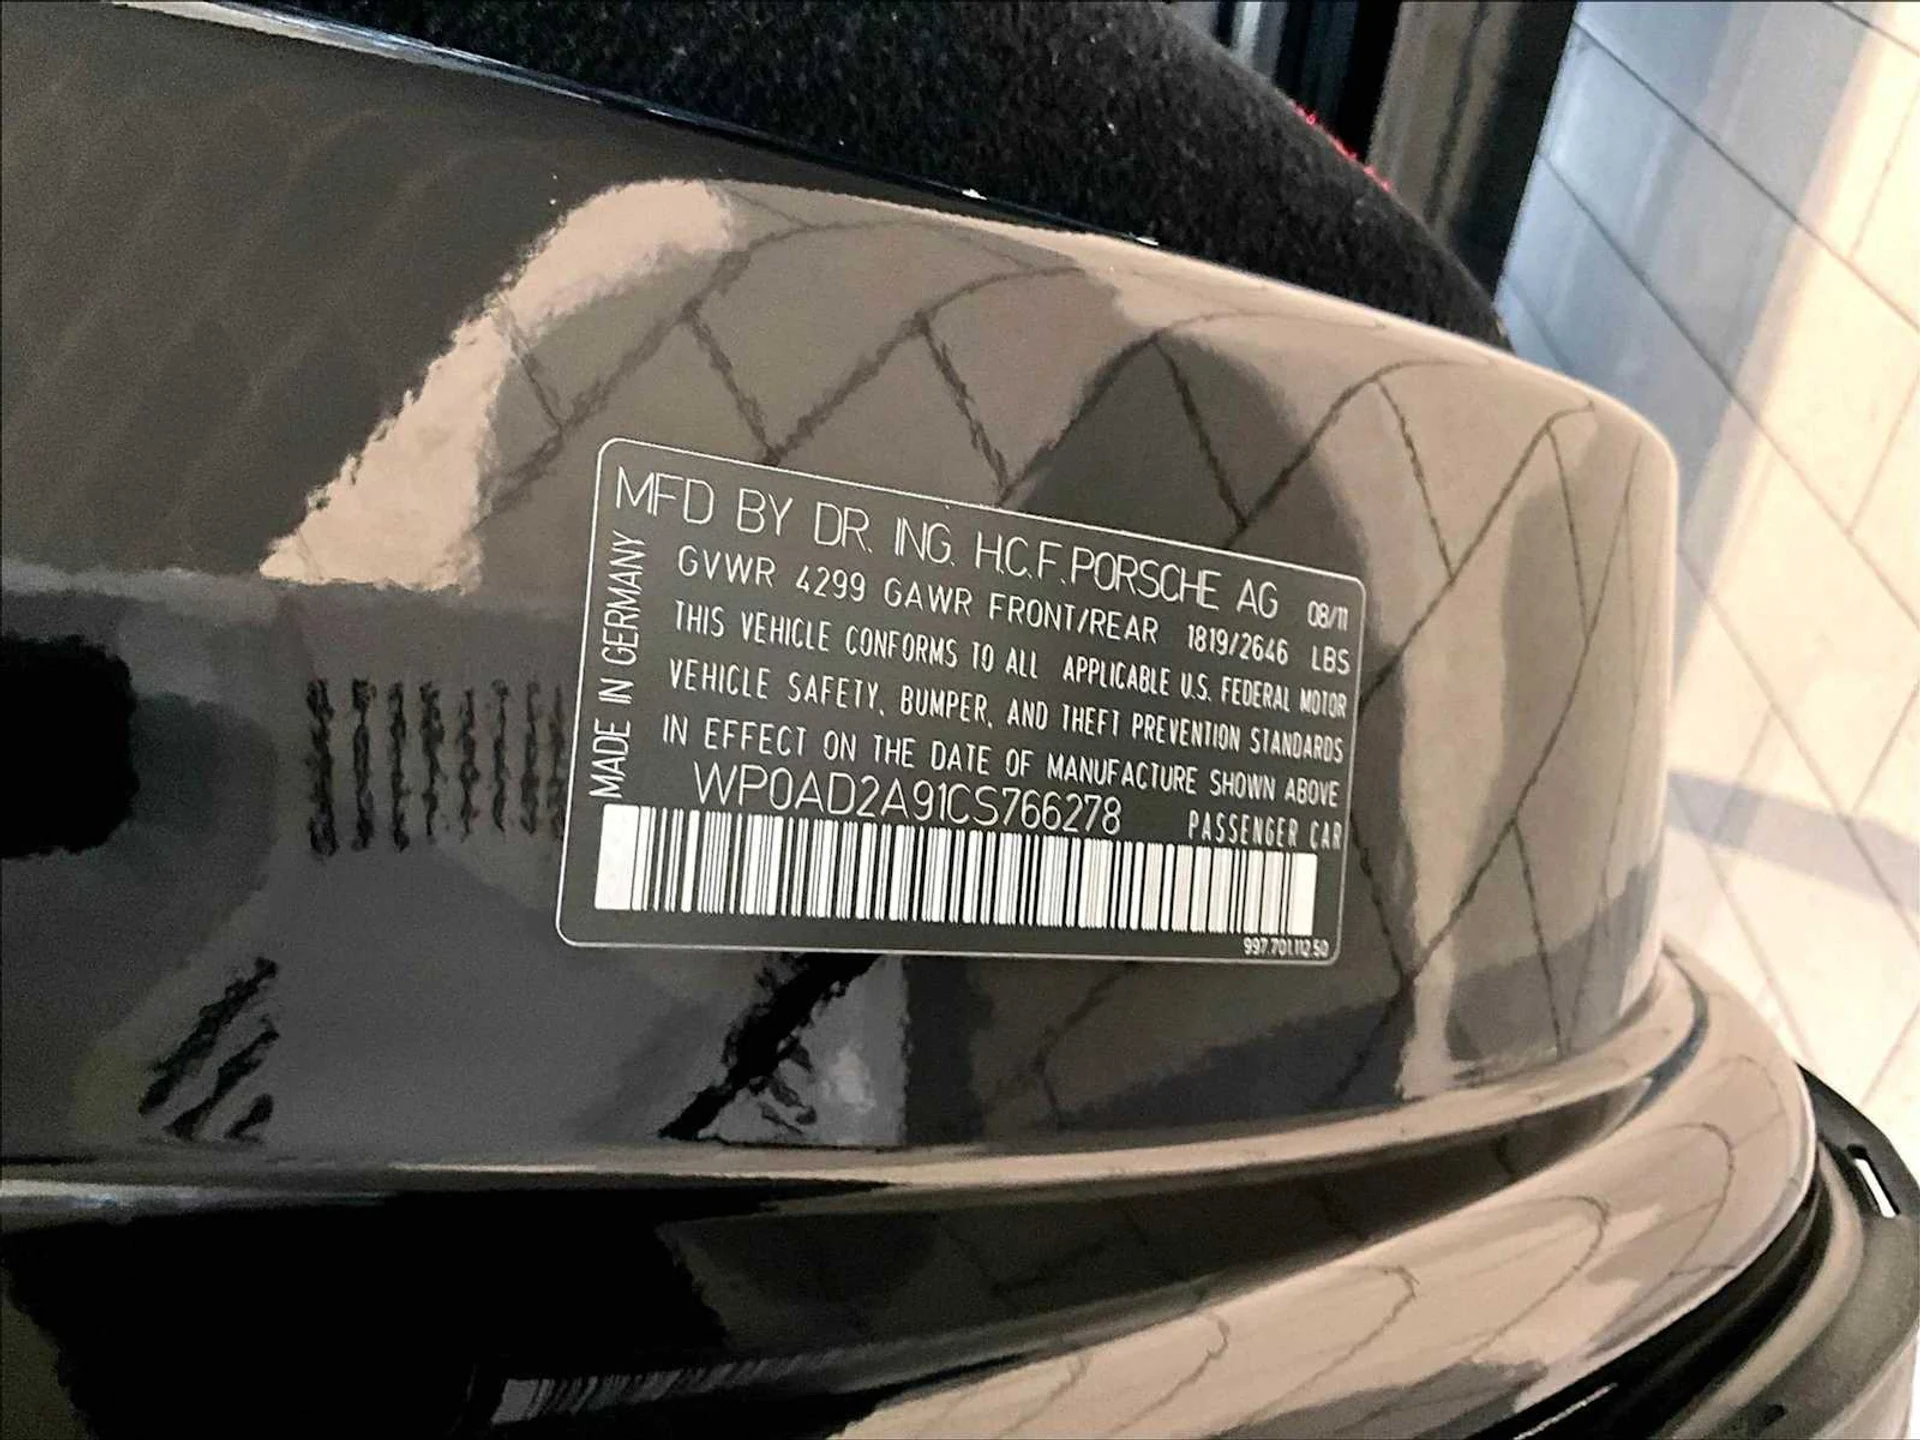 MFD BY DR. ING. H.C.F. PORSCHE AG 08/11
GVWR 4299 GAWR FRONT/REAR 1819/2646 LBS
THIS VEHICLE CONFORMS TO ALL APPLICABLE U.S. FEDERAL MOTOR
VEHICLE SAFETY, BUMPER, AND THEFT PREVENTION STANDARDS
IN EFFECT ON THE DATE OF MANUFACTURE SHOWN ABOVE
WP0AD2A91CS766278 PASSENGER CAR
MADE IN GERMANY
997.701.112.50